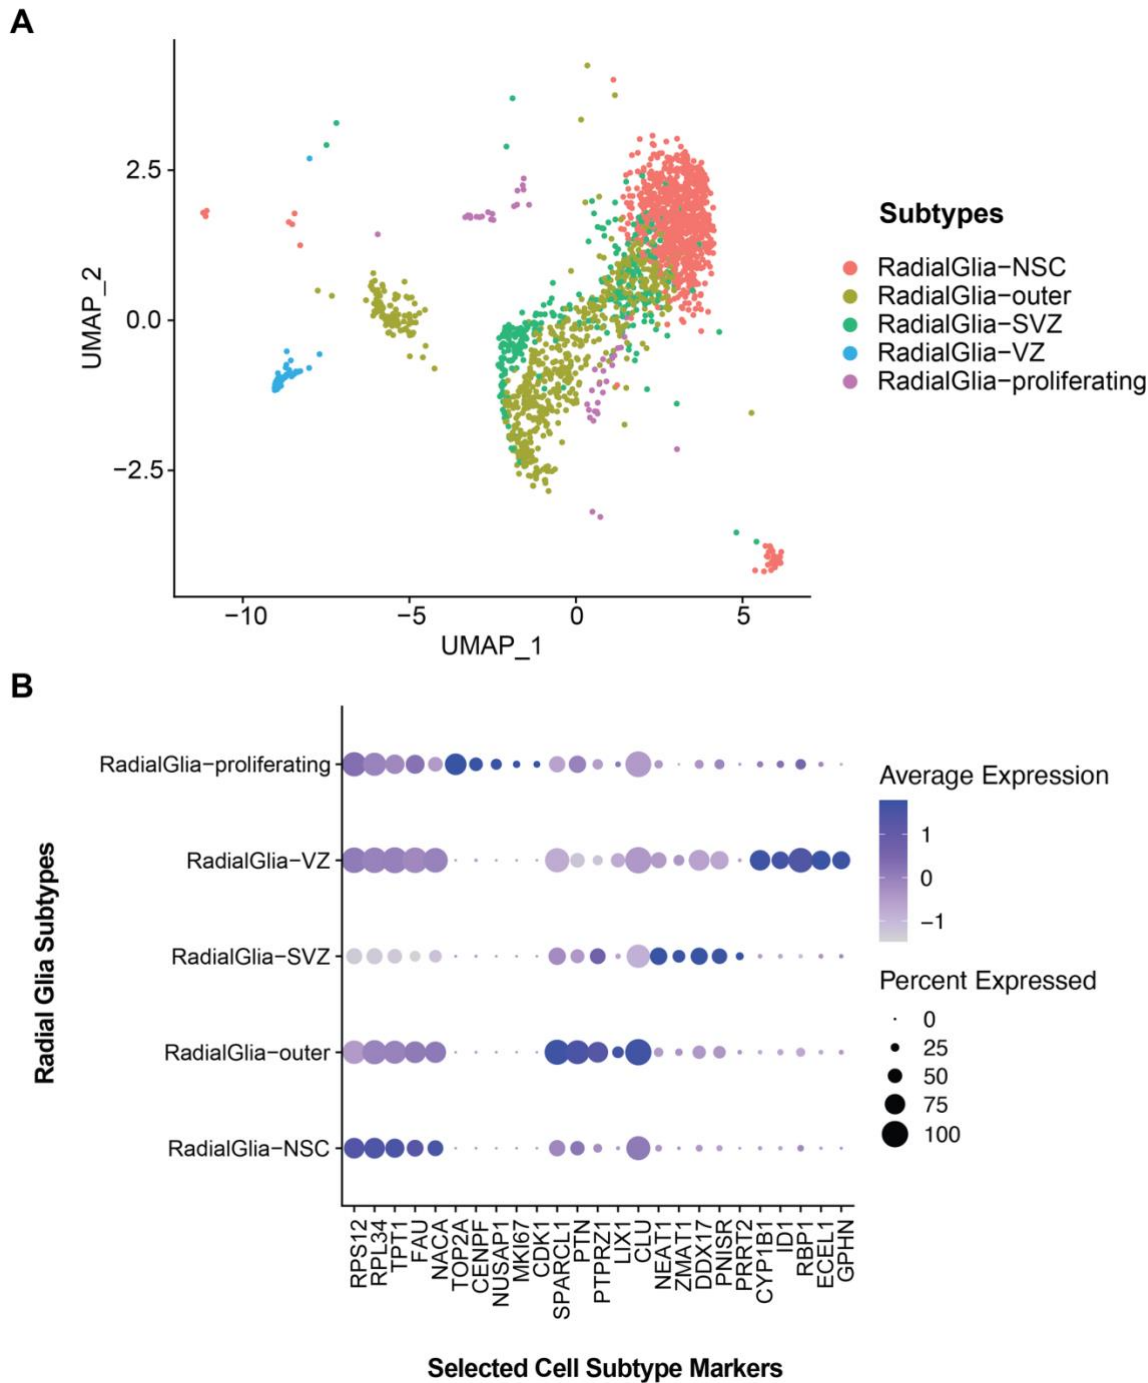 A
2.5
0.0
−2.5
UMAP_2
−10
−5
0
5
UMAP_1
Subtypes
RadialGlia−NSC
RadialGlia−outer
RadialGlia−SVZ
RadialGlia−VZ
RadialGlia−proliferating
B
Radial Glia Subtypes
RadialGlia−proliferating
RadialGlia−VZ
RadialGlia−SVZ
RadialGlia−outer
RadialGlia−NSC
RPS12
RPL34
TPT1
FAU
NACA
TOP2A
CENPF
NUSAP1
MKI67
CDK1
SPARCL1
PTN
PTPRZ1
LIX1
CLU
NEAT1
ZMAT1
DDX17
PNISR
PRRT2
CYP1B1
ID1
RBP1
ECEL1
GPHN
Selected Cell Subtype Markers
Average Expression
1
0
−1
Percent Expressed
0
25
50
75
100